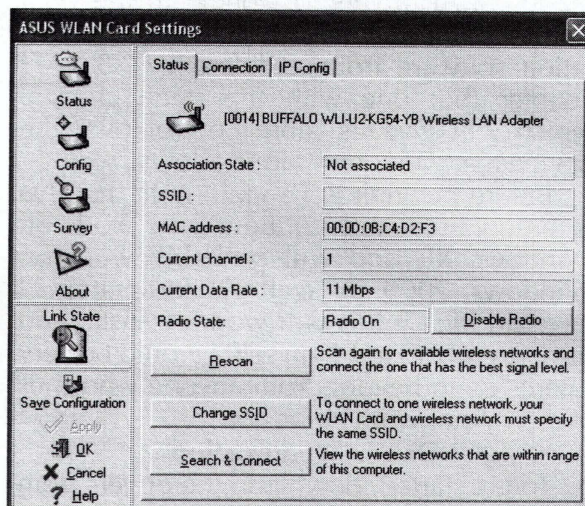 ASUS WLAN Card Settings
Status
Config
Survey
About
Link State
Save Configuration
Apply
OK
Cancel
Help
Status
Connection
IP Config
[0014] BUFFALO WLI-U2-KG54-YB Wireless LAN Adapter
Association State :
Not associated
SSID :
MAC address :
00:0D:0B:C4:D2:F3
Current Channel :
1
Current Data Rate :
11 Mbps
Radio State:
Radio On
Disable Radio
Rescan
Scan again for available wireless networks and
connect the one that has the best signal level.
Change SSID
To connect to one wireless network, your
WLAN Card and wireless network must specify
the same SSID.
Search & Connect
View the wireless networks that are within range
of this computer.